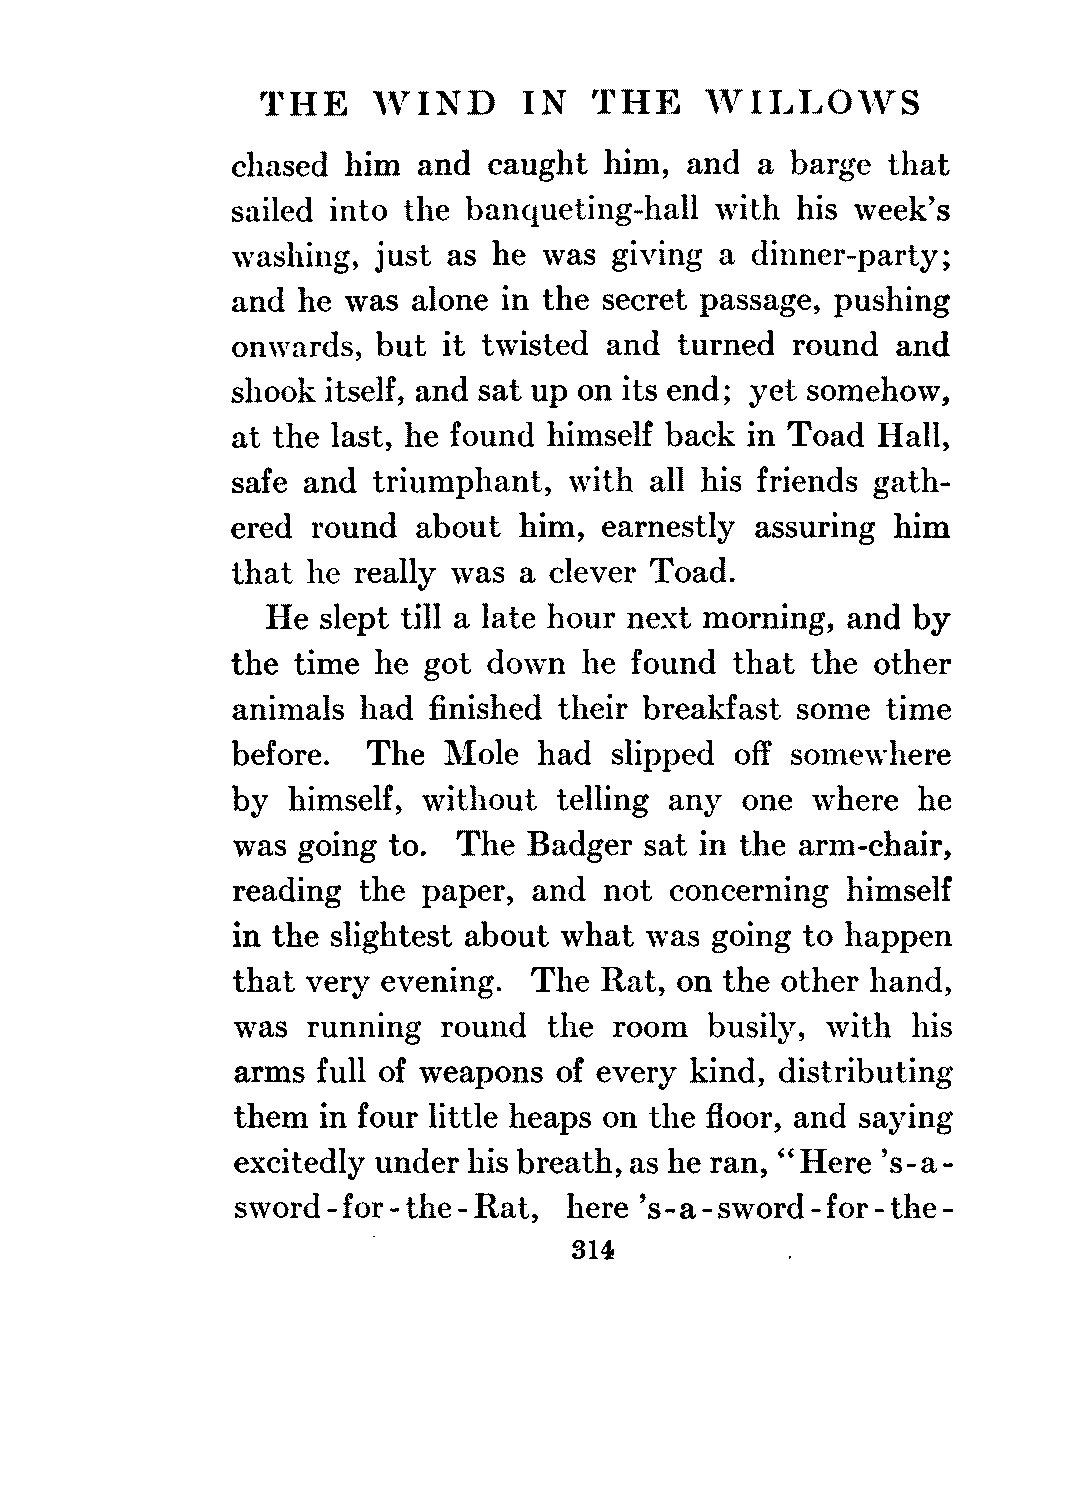 THE WIND IN THE WILLOWS
chased him and caught him, and a barge that
sailed into the banqueting-hall with his week's
washing, just as he was giving a dinner-party;
and he was alone in the secret passage, pushing
onwards, but it twisted and turned round and
shook itself, and sat up on its end; yet somehow,
at the last, he found himself back in Toad Hall,
safe and triumphant, with all his friends gath-
ered round about him, earnestly assuring him
that he really was a clever Toad.
He slept till a late hour next morning, and by
the time he got down he found that the other
animals had finished their breakfast some time
before. The Mole had slipped off somewhere
by himself, without telling any one where he
was going to. The Badger sat in the arm-chair,
reading the paper, and not concerning himself
in the slightest about what was going to happen
that very evening. The Rat, on the other hand,
was running round the room busily, with his
arms full of weapons of every kind, distributing
them in four little heaps on the floor, and saying
excitedly under his breath, as he ran, “Here 's-a-
sword-for-the-Rat, here 's-a-sword-for-the-
314